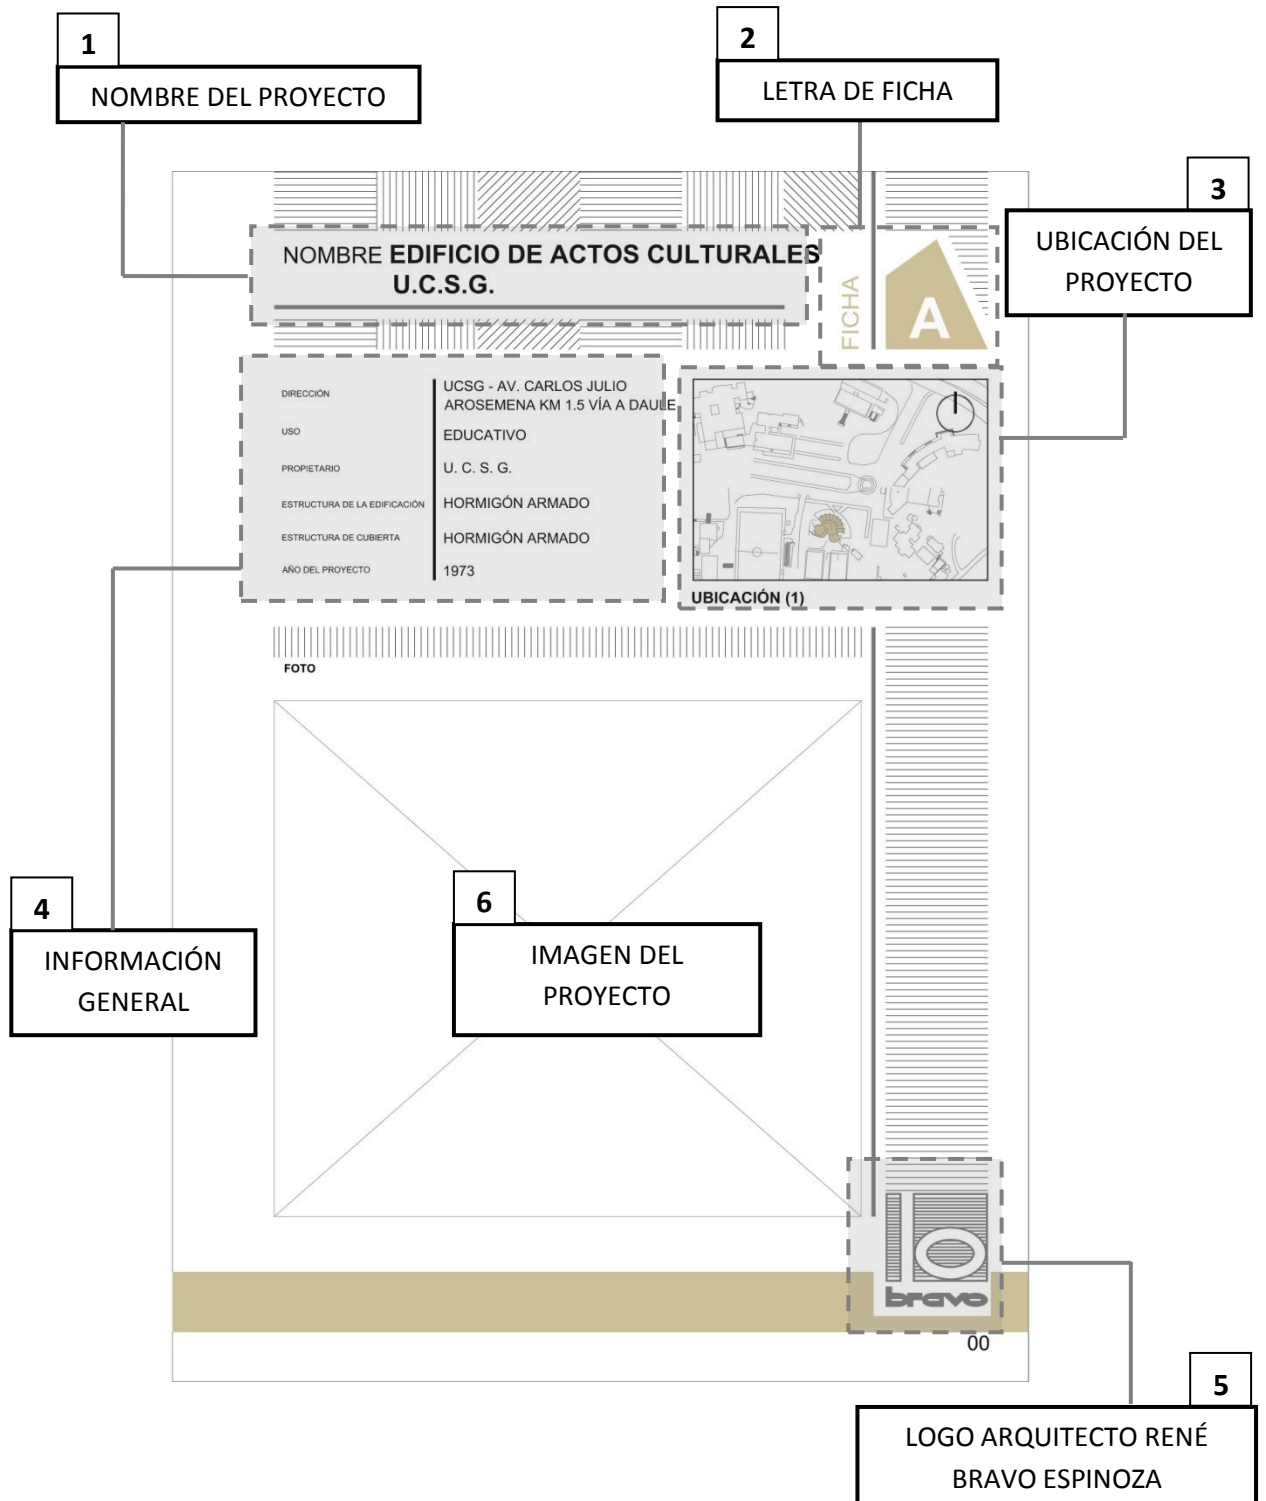 1
NOMBRE DEL PROYECTO
2
LETRA DE FICHA
3
UBICACIÓN DEL
PROYECTO
NOMBRE EDIFICIO DE ACTOS CULTURALES
U.C.S.G.
FICHA
A
DIRECCIÓN
UCSG - AV. CARLOS JULIO
AROSEMENA KM 1.5 VÍA A DAULE
USO
EDUCATIVO
PROPIETARIO
U. C. S. G.
ESTRUCTURA DE LA EDIFICACIÓN
HORMIGÓN ARMADO
ESTRUCTURA DE CUBIERTA
HORMIGÓN ARMADO
AÑO DEL PROYECTO
1973
UBICACIÓN (1)
FOTO
4
INFORMACIÓN
GENERAL
6
IMAGEN DEL
PROYECTO
bravo
00
5
LOGO ARQUITECTO RENÉ
BRAVO ESPINOZA